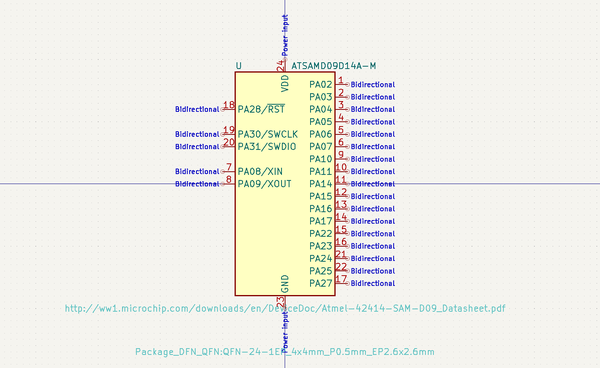 Power input
24
U ATSAMD09D14A-M
VDD
PA02 1 Bidirectional
PA03 2 Bidirectional
Bidirectional 18 PA28/RST PA04 3 Bidirectional
PA05 4 Bidirectional
Bidirectional 19 PA30/SWCLK PA06 5 Bidirectional
Bidirectional 20 PA31/SWDIO PA07 6 Bidirectional
PA10 9 Bidirectional
Bidirectional 7 PA08/XIN PA11 10 Bidirectional
Bidirectional 8 PA09/XOUT PA14 11 Bidirectional
PA15 12 Bidirectional
PA16 13 Bidirectional
PA17 14 Bidirectional
PA22 15 Bidirectional
PA23 16 Bidirectional
PA24 21 Bidirectional
PA25 22 Bidirectional
PA27 17 Bidirectional
GND
23
http://ww1.microchip.com/downloads/en/DeviceDoc/Atmel-42414-SAM-D09_Datasheet.pdf
Power input
Package_DFN_QFN:QFN-24-1EP_4x4mm_P0.5mm_EP2.6x2.6mm